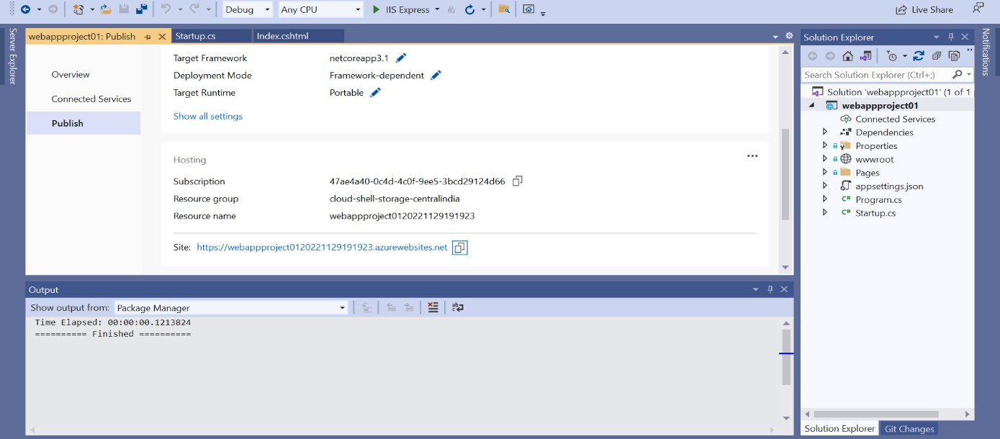 Debug
Any CPU
IIS Express
Live Share
Server Explorer
webappproject01: Publish
Startup.cs
Index.cshtml
Overview
Connected Services
Publish
Target Framework netcoreapp3.1
Deployment Mode Framework-dependent
Target Runtime Portable
Show all settings
Hosting
Subscription 47ae4a40-0c4d-4c0f-9ee5-3bcd29124d66
Resource group cloud-shell-storage-centralindia
Resource name webappproject0120221129191923
Site: https://webappproject0120221129191923.azurewebsites.net
Output
Show output from: Package Manager
Time Elapsed: 00:00:00.1213824
========== Finished ==========
Solution Explorer
Search Solution Explorer (Ctrl+;)
Solution 'webappproject01' (1 of 1
webappproject01
Connected Services
Dependencies
Properties
wwwroot
Pages
appsettings.json
C# Program.cs
C# Startup.cs
Solution Explorer
Git Changes
Notifications